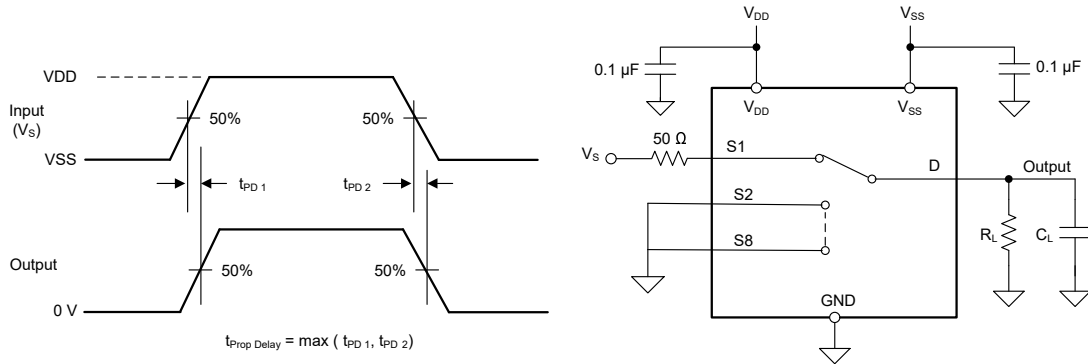 VDD
Input
(VS)
VSS
50%
50%
tPD 1
tPD 2
Output
50%
50%
0 V
tProp Delay = max ( tPD 1, tPD 2)
VDD
VSS
0.1 µF
0.1 µF
VDD
VSS
VS
50 Ω
S1
D
Output
S2
S8
RL
CL
GND